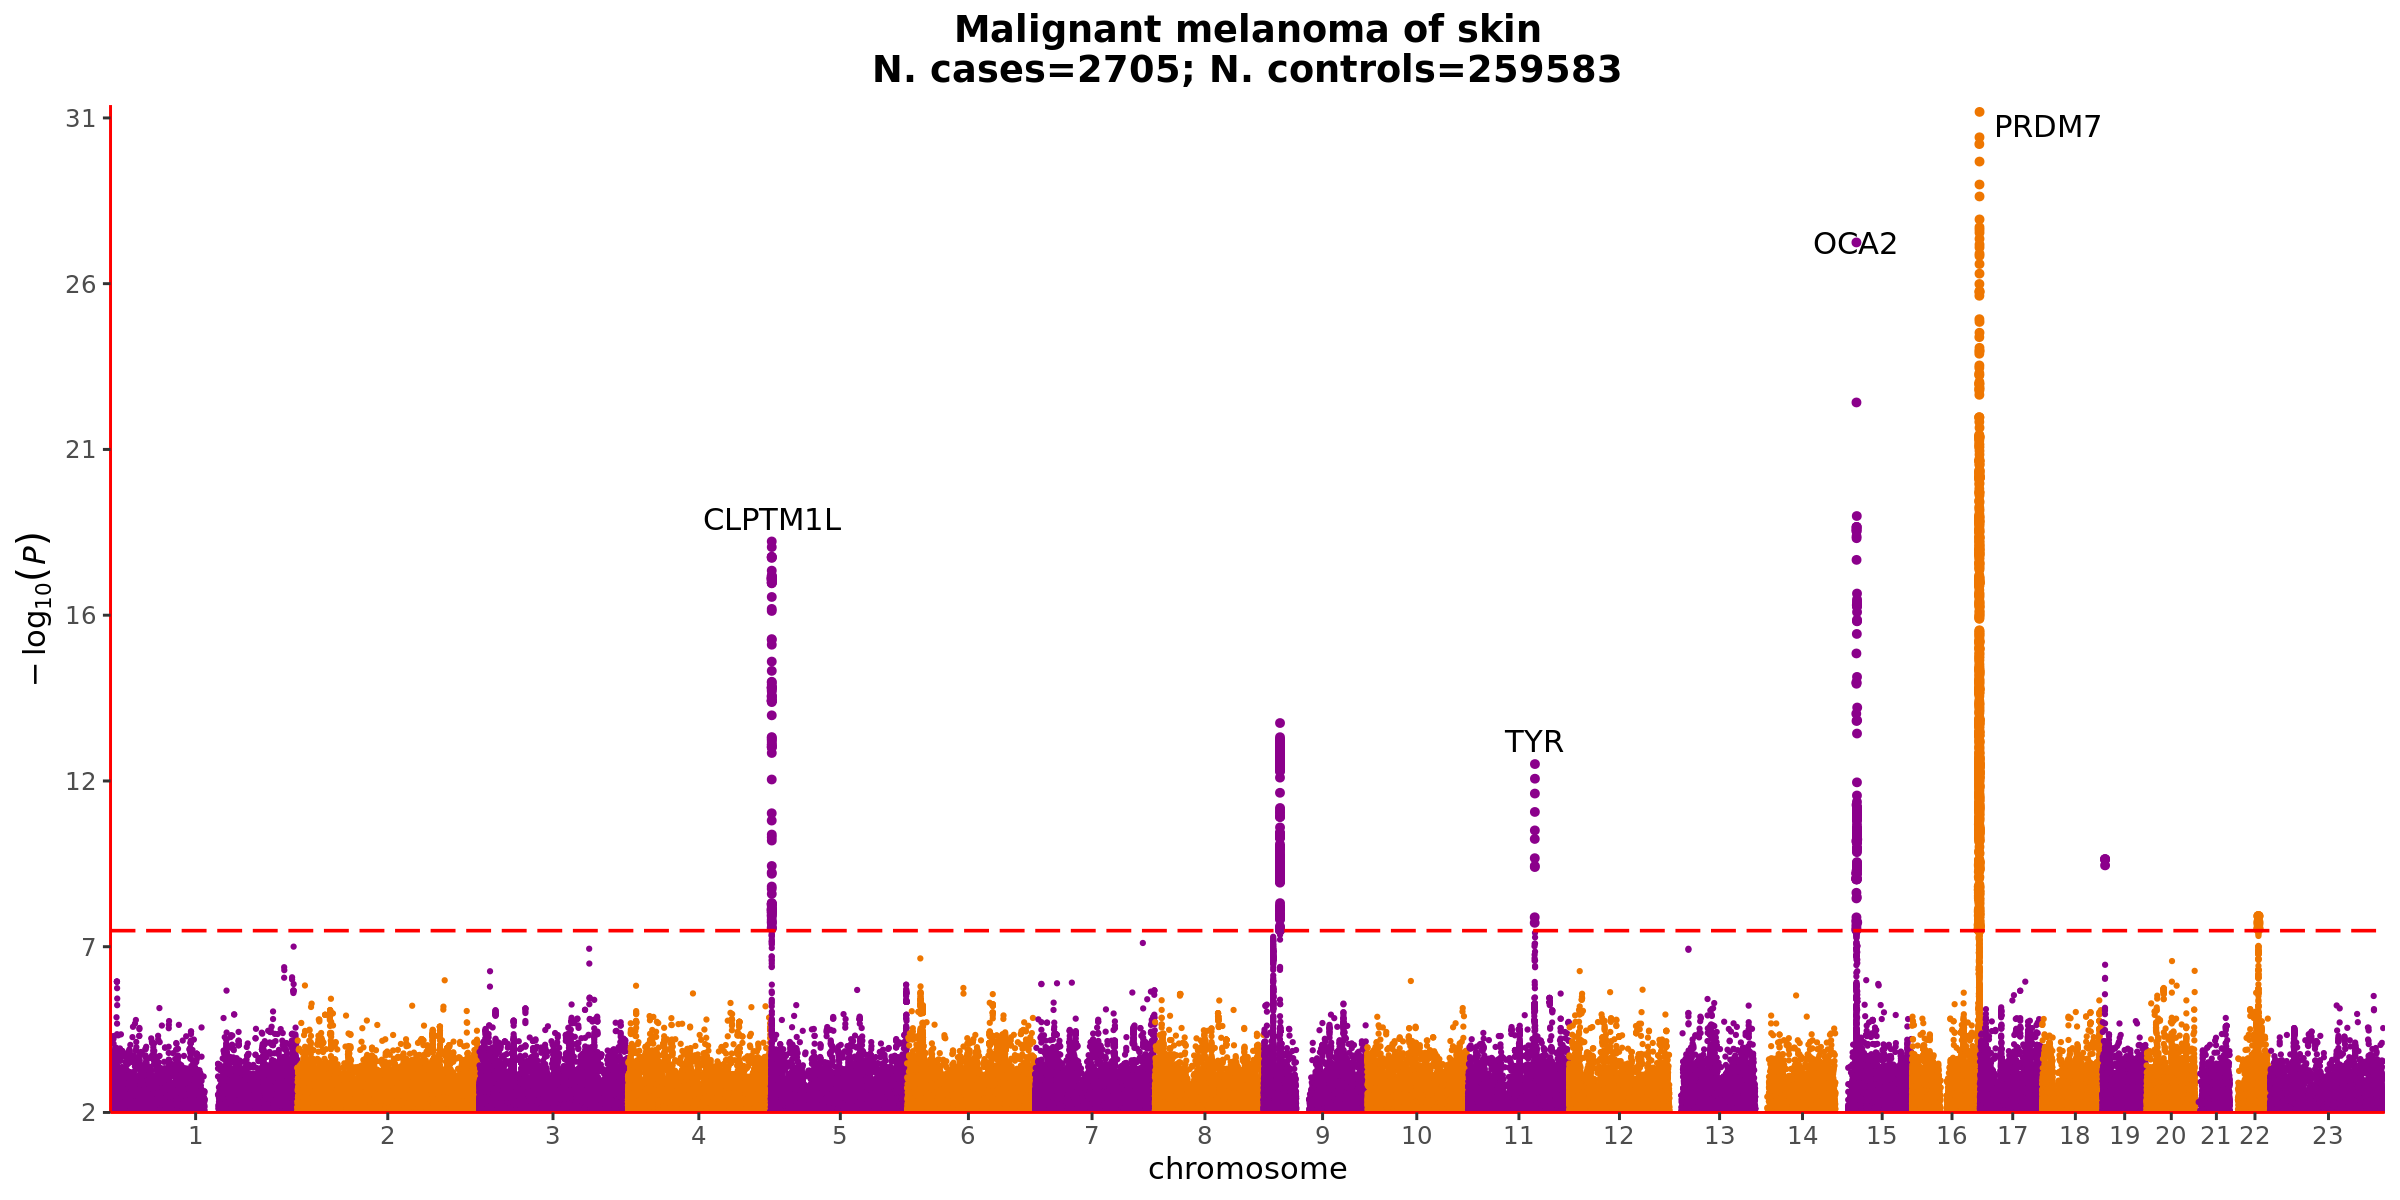 Malignant melanoma of skin
N. cases=2705; N. controls=259583
31
PRDM7
OCA2
26
21
CLPTM1L
16
TYR
12
7
2
−log10(P)
1 2 3 4 5 6 7 8 9 10 11 12 13 14 15 16 17 18 19 20 21 22 23
chromosome